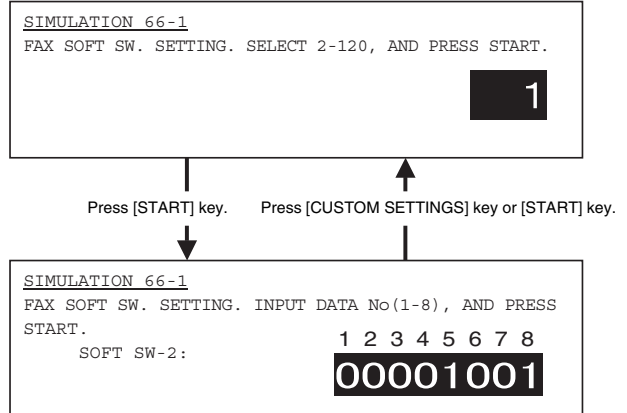 SIMULATION 66-1
FAX SOFT SW. SETTING. SELECT 2-120, AND PRESS START.
1
Press [START] key.
Press [CUSTOM SETTINGS] key or [START] key.
SIMULATION 66-1
FAX SOFT SW. SETTING. INPUT DATA No(1-8), AND PRESS
START.
1 2 3 4 5 6 7 8
SOFT SW-2:
00001001